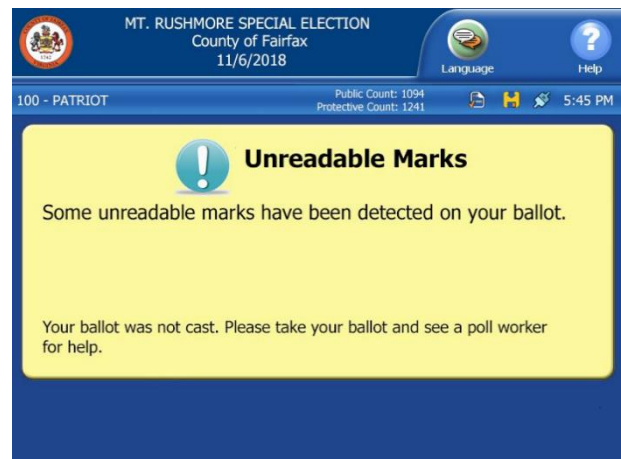 MT. RUSHMORE SPECIAL ELECTION
County of Fairfax
11/6/2018
Language
Help
100 - PATRIOT
Public Count: 1094
Protective Count: 1241
5:45 PM
Unreadable Marks
Some unreadable marks have been detected on your ballot.
Your ballot was not cast. Please take your ballot and see a poll worker
for help.